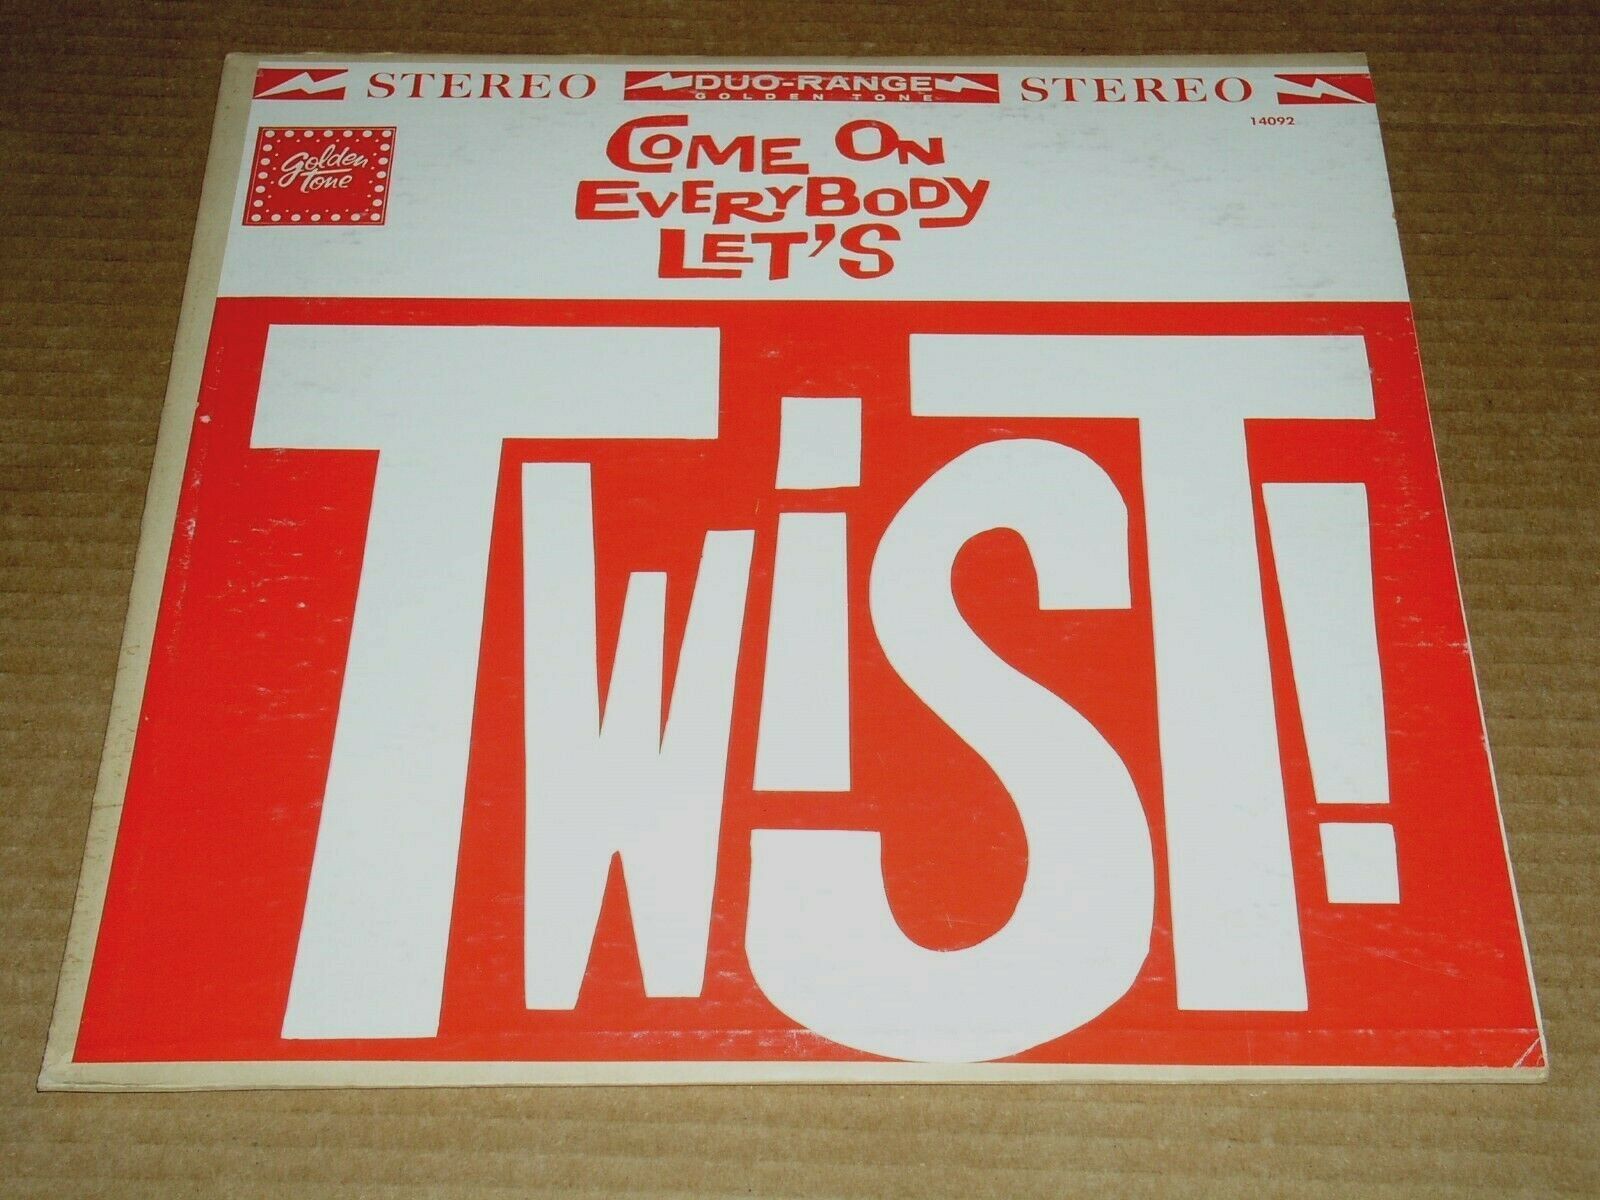 STEREO DUO-RANGE STEREO
GOLDEN TONE
14092
Golden
Tone
COME ON
EVERYBODY
LET'S
TWiST!